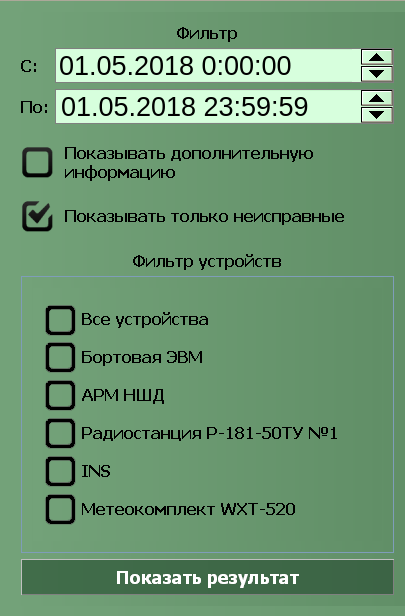 Фильтр
С: 01.05.2018 0:00:00
По: 01.05.2018 23:59:59
Показывать дополнительную
информацию
Показывать только неисправные
Фильтр устройств
Все устройства
Бортовая ЭВМ
АРМ НШД
Радиостанция Р-181-50ТУ №1
INS
Метеокомплект WXT-520
Показать результат